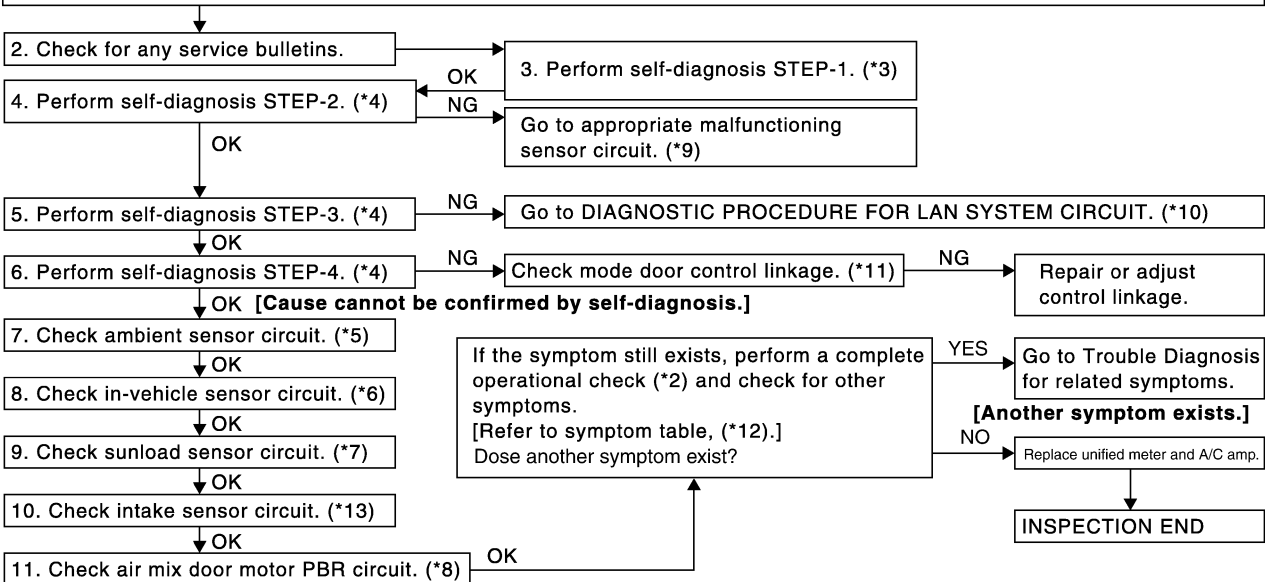 2. Check for any service bulletins.
3. Perform self-diagnosis STEP-1. (*3)
OK
4. Perform self-diagnosis STEP-2. (*4)
NG
Go to appropriate malfunctioning
sensor circuit. (*9)
OK
5. Perform self-diagnosis STEP-3. (*4)
NG
Go to DIAGNOSTIC PROCEDURE FOR LAN SYSTEM CIRCUIT. (*10)
OK
6. Perform self-diagnosis STEP-4. (*4)
NG
Check mode door control linkage. (*11)
NG
Repair or adjust
control linkage.
OK [Cause cannot be confirmed by self-diagnosis.]
7. Check ambient sensor circuit. (*5)
OK
8. Check in-vehicle sensor circuit. (*6)
OK
9. Check sunload sensor circuit. (*7)
OK
10. Check intake sensor circuit. (*13)
OK
11. Check air mix door motor PBR circuit. (*8)
OK
If the symptom still exists, perform a complete
operational check (*2) and check for other
symptoms.
[Refer to symptom table, (*12).]
Dose another symptom exist?
YES
Go to Trouble Diagnosis
for related symptoms.
[Another symptom exists.]
NO
Replace unified meter and A/C amp.
INSPECTION END